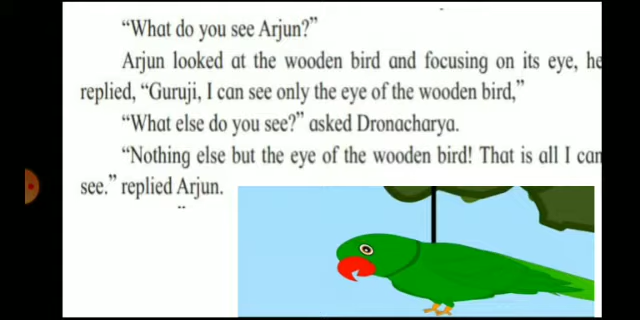 “What do you see Arjun?”
Arjun looked at the wooden bird and focusing on its eye, he
replied, “Guruji, I can see only the eye of the wooden bird,”
“What else do you see?” asked Dronacharya.
“Nothing else but the eye of the wooden bird! That is all I can
see.” replied Arjun.